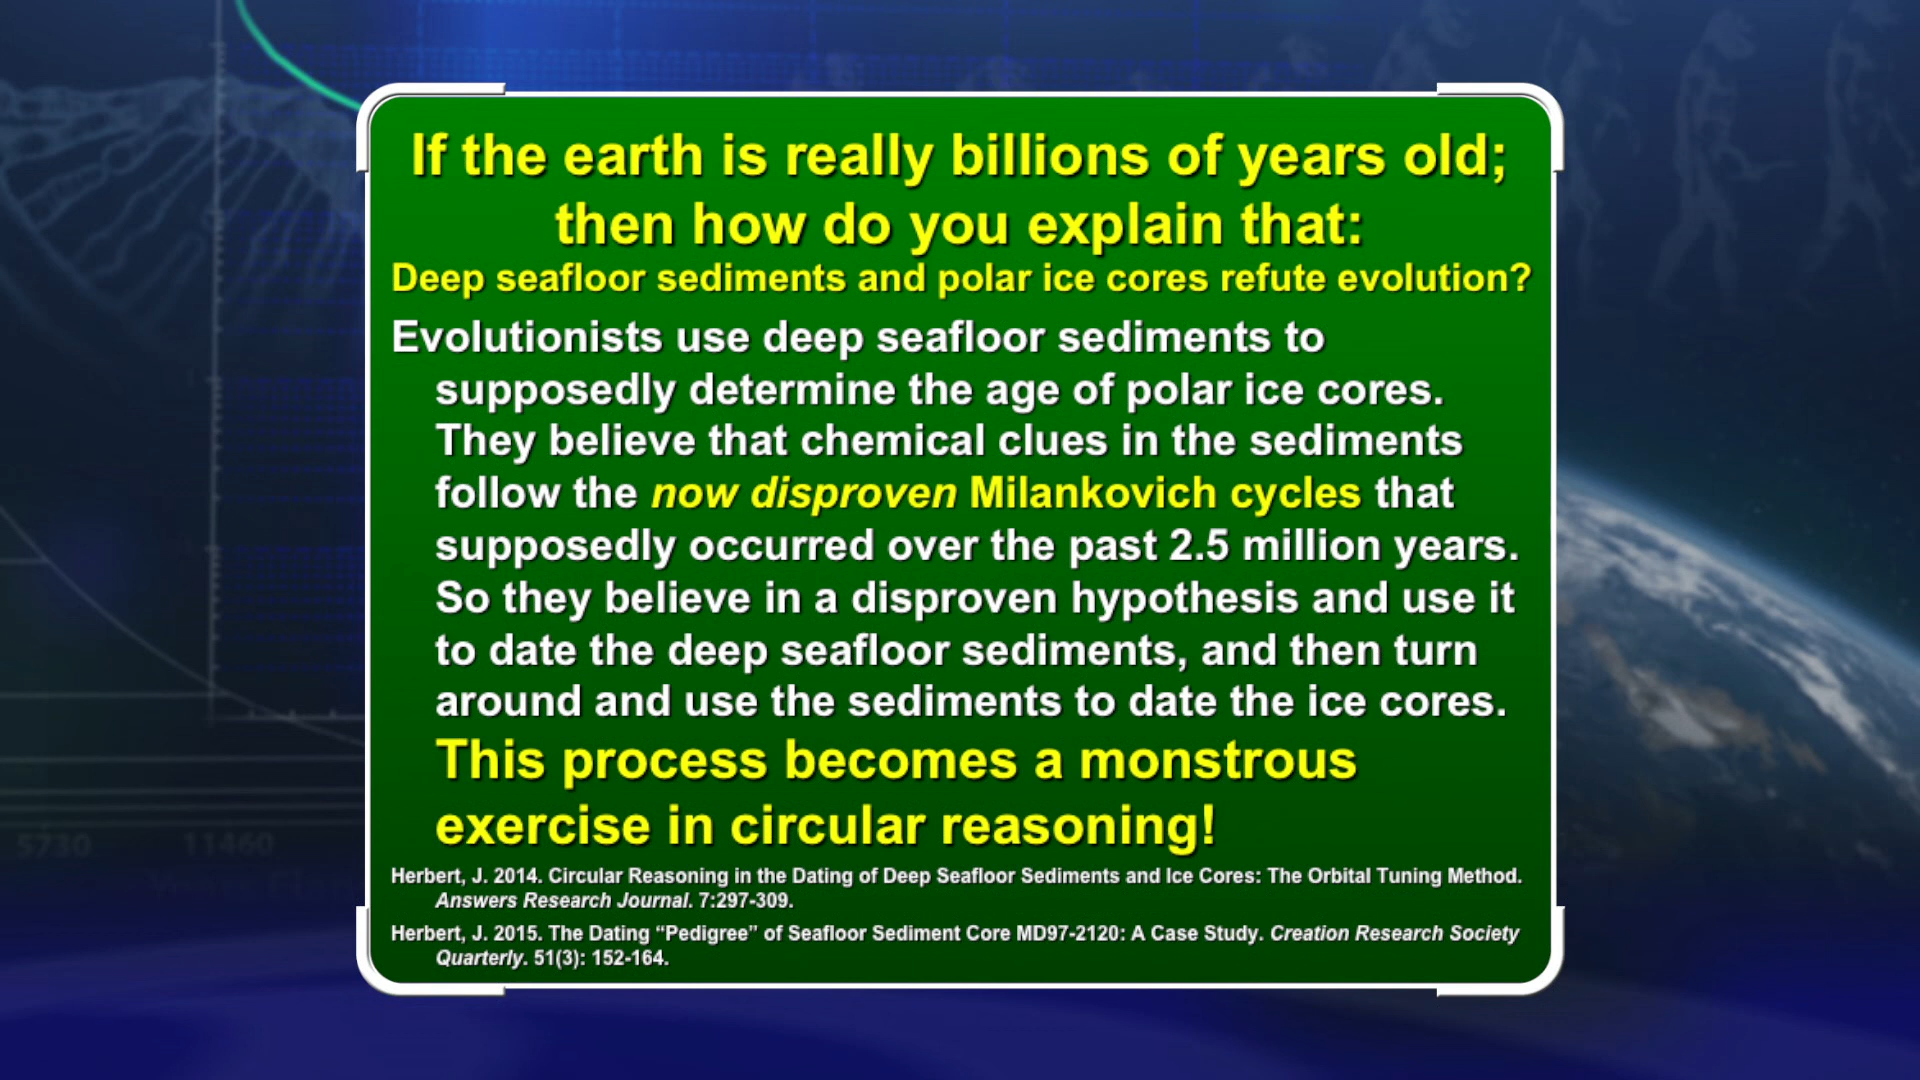 If the earth is really billions of years old;
then how do you explain that:
Deep seafloor sediments and polar ice cores refute evolution?
Evolutionists use deep seafloor sediments to
supposedly determine the age of polar ice cores.
They believe that chemical clues in the sediments
follow the now disproven Milankovich cycles that
supposedly occurred over the past 2.5 million years.
So they believe in a disproven hypothesis and use it
to date the deep seafloor sediments, and then turn
around and use the sediments to date the ice cores.
This process becomes a monstrous
exercise in circular reasoning!
Herbert, J. 2014. Circular Reasoning in the Dating of Deep Seafloor Sediments and Ice Cores: The Orbital Tuning Method.
Answers Research Journal. 7:297-309.
Herbert, J. 2015. The Dating “Pedigree” of Seafloor Sediment Core MD97-2120: A Case Study. Creation Research Society
Quarterly. 51(3): 152-164.
5730 11460